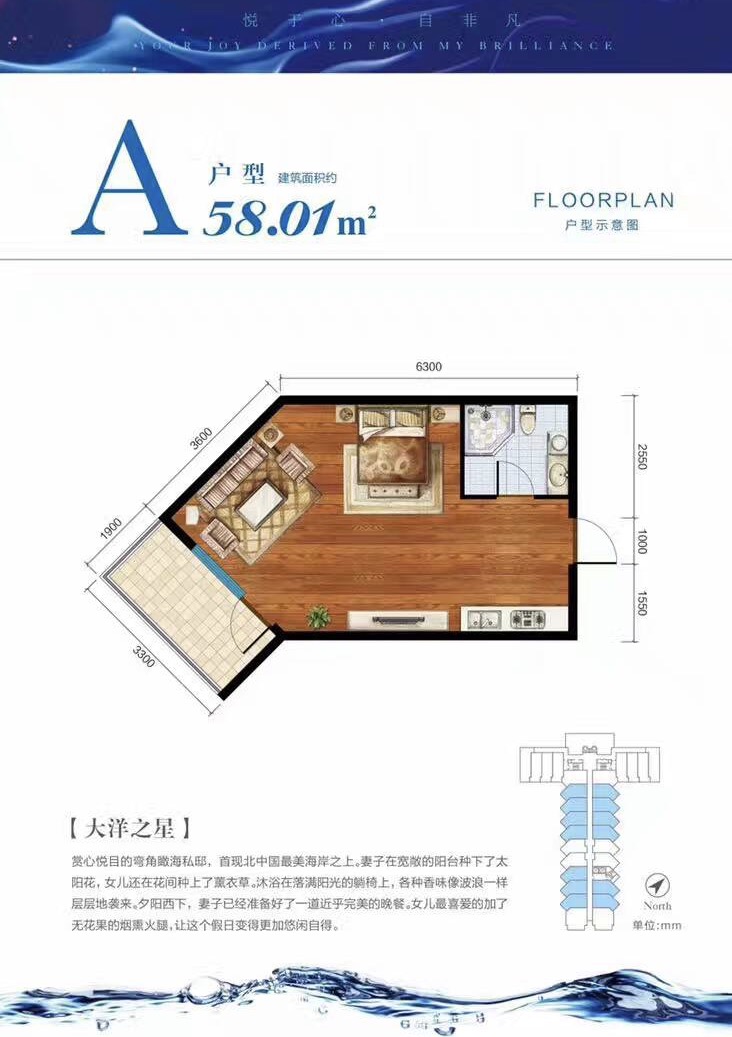 悦于心·自非凡
YOUR JOY DERIVED FROM MY BRILLIANCE
A
户型 建筑面积约
58.01m²
FLOORPLAN
户型示意图
6300
3600
1900
3300
2550
1000
1550
【大洋之星】
赏心悦目的弯角瞰海私邸，首现北中国最美海岸之上。妻子在宽敞的阳台种下了太
阳花，女儿还在花间种上了薰衣草。沐浴在落满阳光的躺椅上，各种香味像波浪一样
层层地袭来。夕阳西下，妻子已经准备好了一道近乎完美的晚餐。女儿最喜爱的加了
无花果的烟熏火腿，让这个假日变得更加悠闲自得。
North
单位:mm